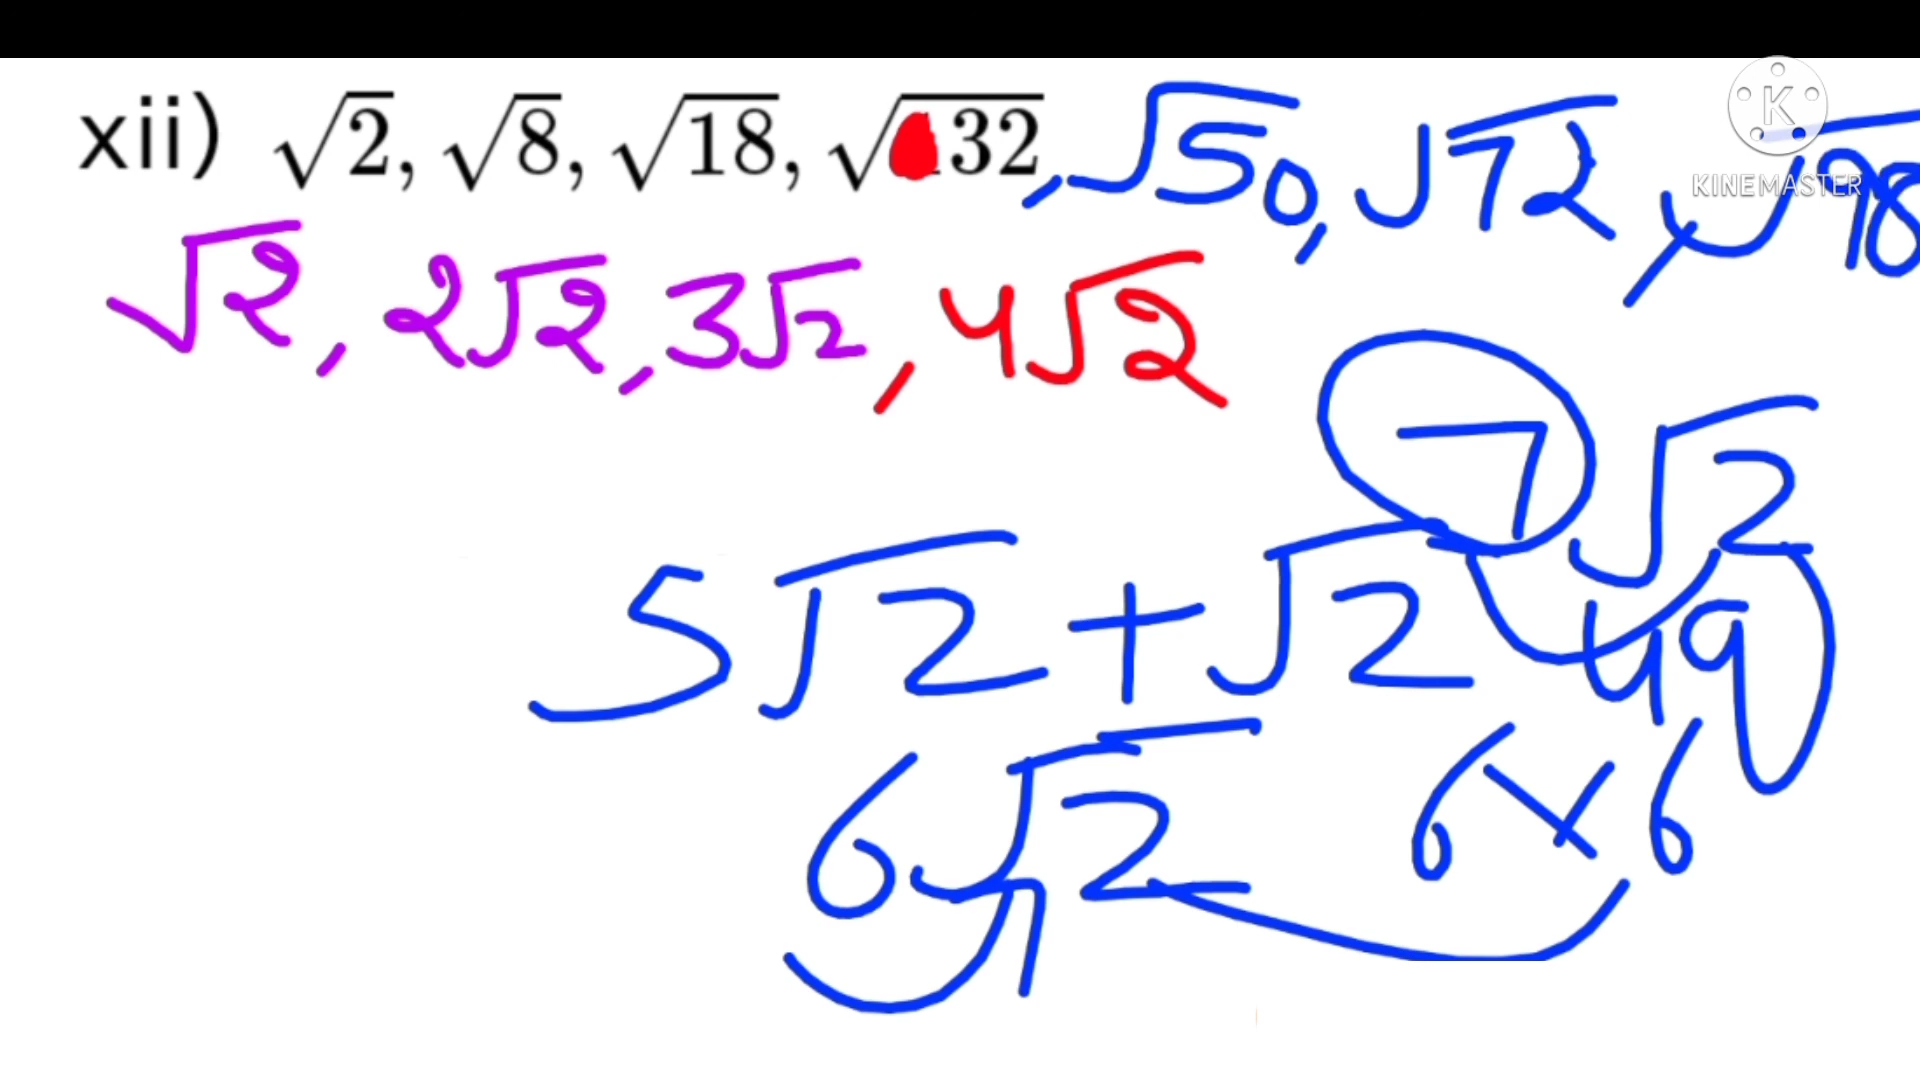 xii) √2, √8, √18, √32, √50, √72, √98
KINEMASTER
√2, 2√2, 3√2, 4√2
7√2
5√2 + √2 49
6√2 6×6
7